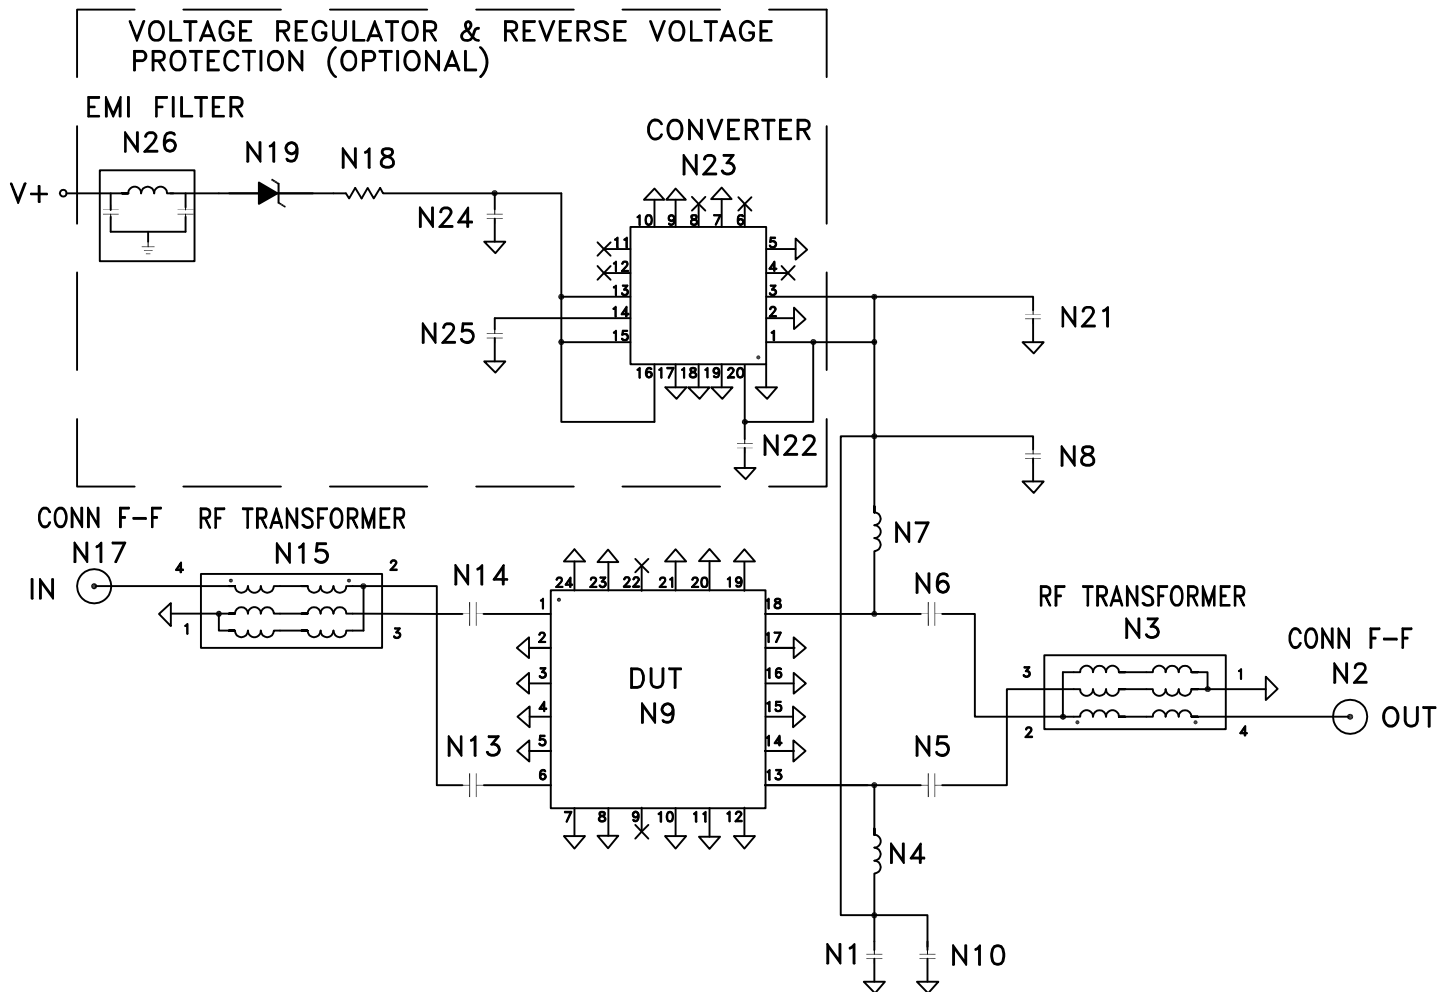 VOLTAGE REGULATOR & REVERSE VOLTAGE
PROTECTION (OPTIONAL)
EMI FILTER
N26
N19
N18
V+
N24
N25
CONVERTER
N23
10 9 8 7 6
11
12
13
14
15
5
4
3
2
1
16 17 18 19 20
N22
N21
N8
N7
CONN F-F
N17
IN
RF TRANSFORMER
N15
4
2
1
3
N14
N13
24 23 22 21 20 19
1
2
3
4
5
6
DUT
N9
18
17
16
15
14
13
7 8 9 10 11 12
N6
N5
N4
N1
N10
RF TRANSFORMER
N3
3
1
2
4
CONN F-F
N2
OUT